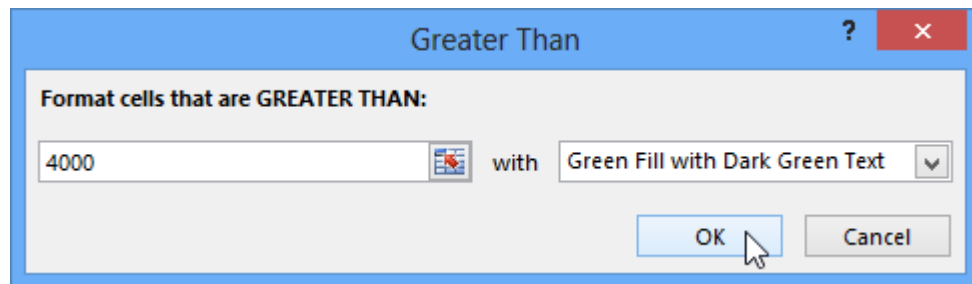 Greater Than
?
Format cells that are GREATER THAN:
4000 with Green Fill with Dark Green Text
OK Cancel